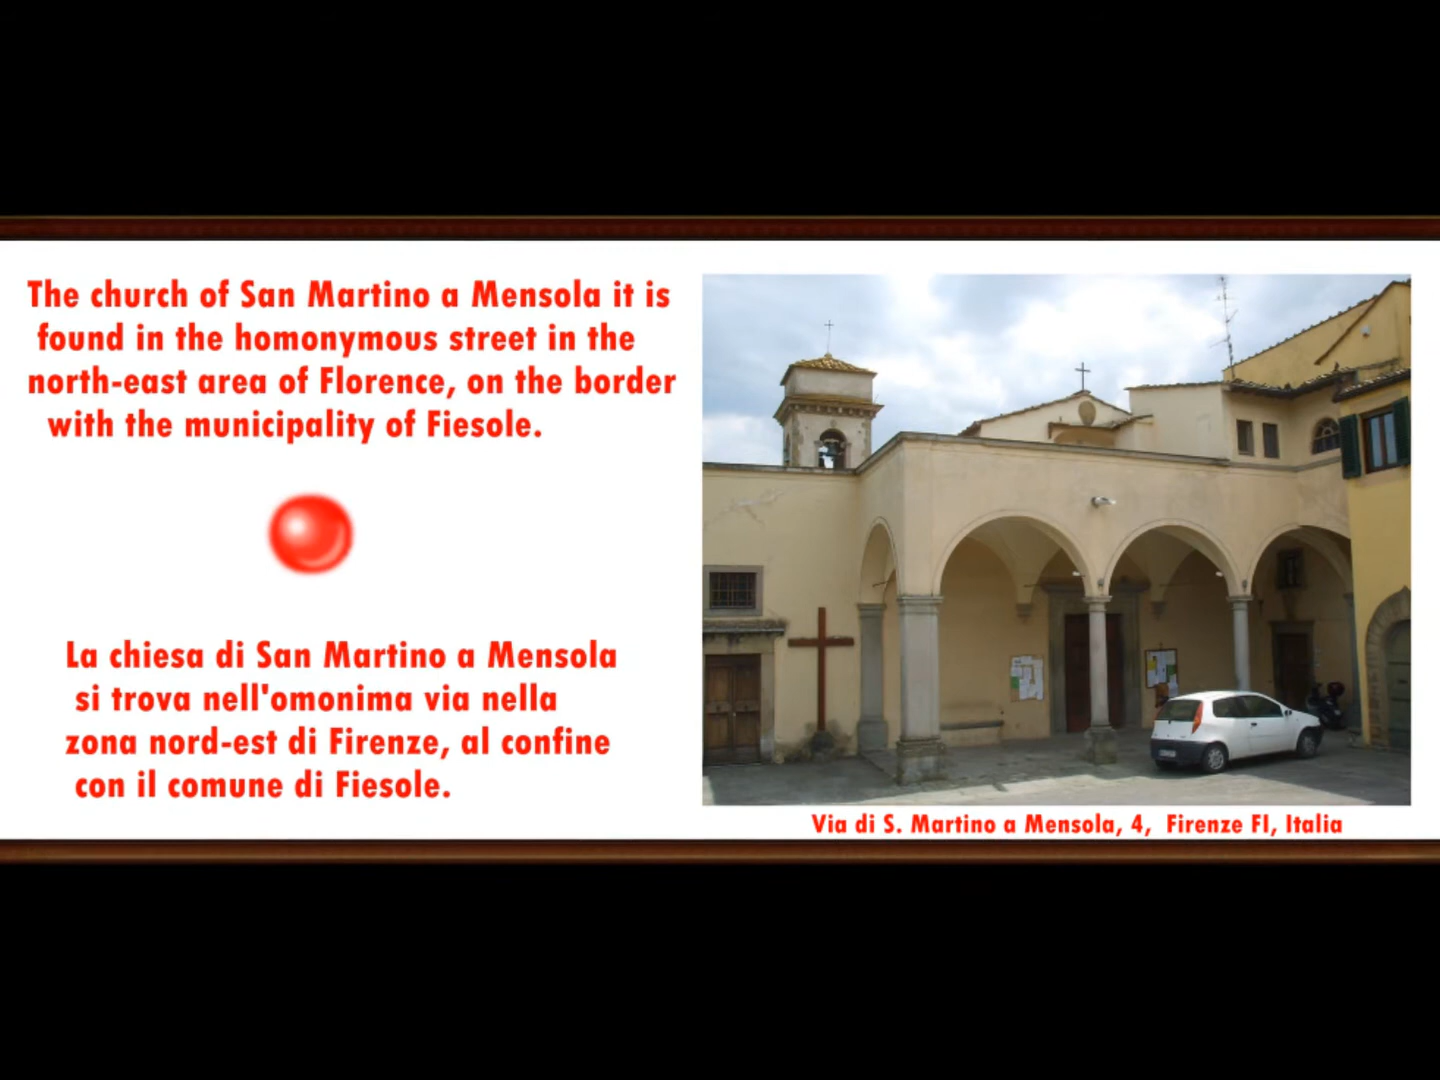 The church of San Martino a Mensola it is
found in the homonymous street in the
north-east area of Florence, on the border
with the municipality of Fiesole.
La chiesa di San Martino a Mensola
si trova nell'omonima via nella
zona nord-est di Firenze, al confine
con il comune di Fiesole.
Via di S. Martino a Mensola, 4, Firenze FI, Italia